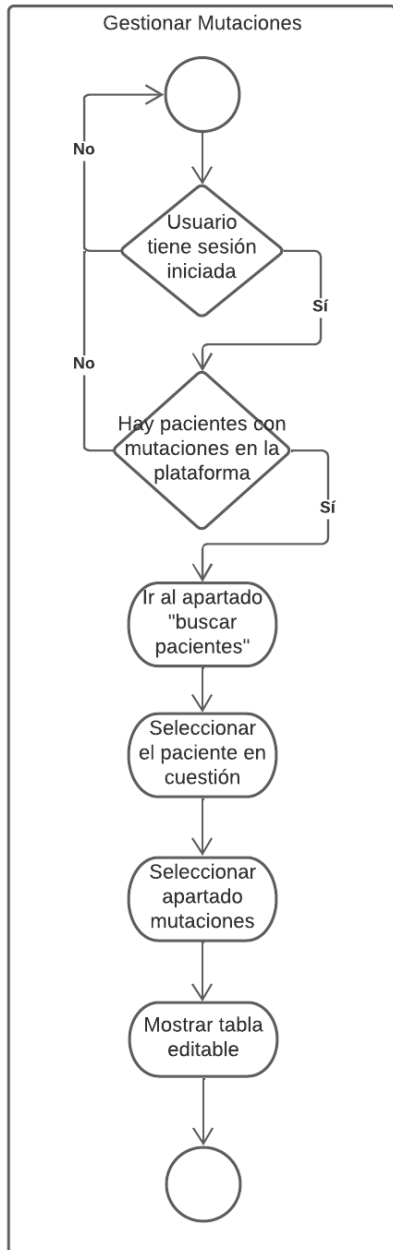 Gestionar Mutaciones
No
Usuario
tiene sesión
iniciada
Sí
No
Hay pacientes con
mutaciones en la
plataforma
Sí
Ir al apartado
"buscar
pacientes"
Seleccionar
el paciente en
cuestión
Seleccionar
apartado
mutaciones
Mostrar tabla
editable